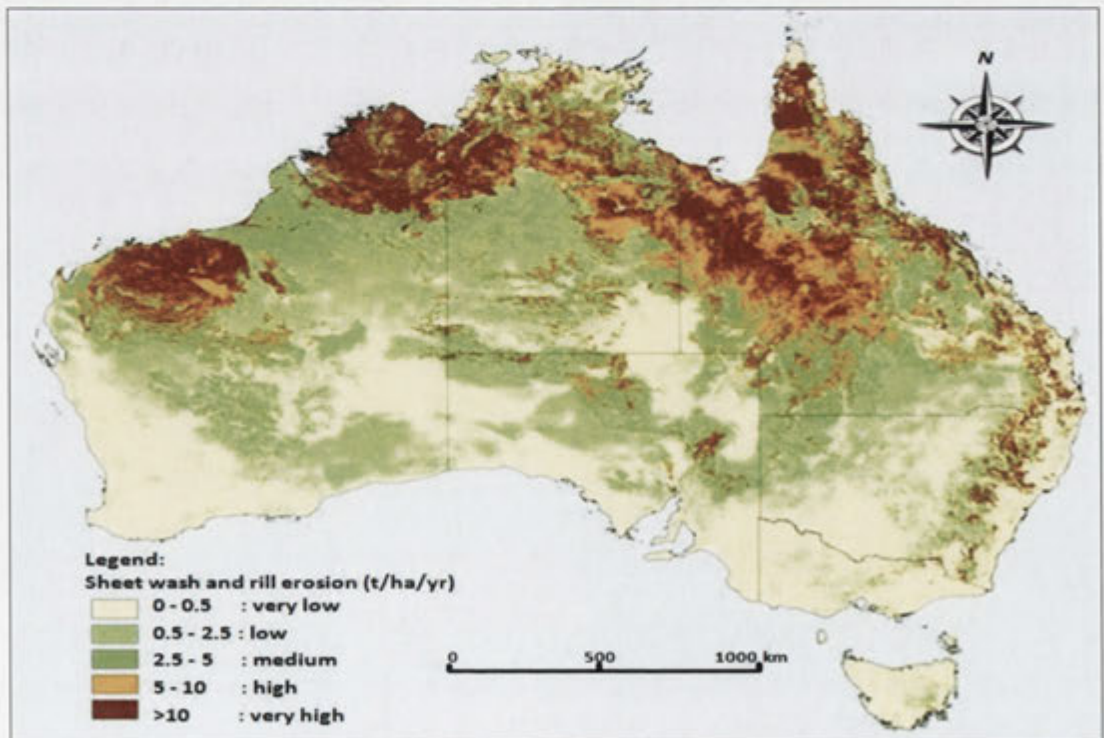 N
Legend:
Sheet wash and rill erosion (t/ha/yr)
0 - 0.5 : very low
0.5 - 2.5 : low
2.5 - 5 : medium
5 - 10 : high
>10 : very high
0 500 1000 km